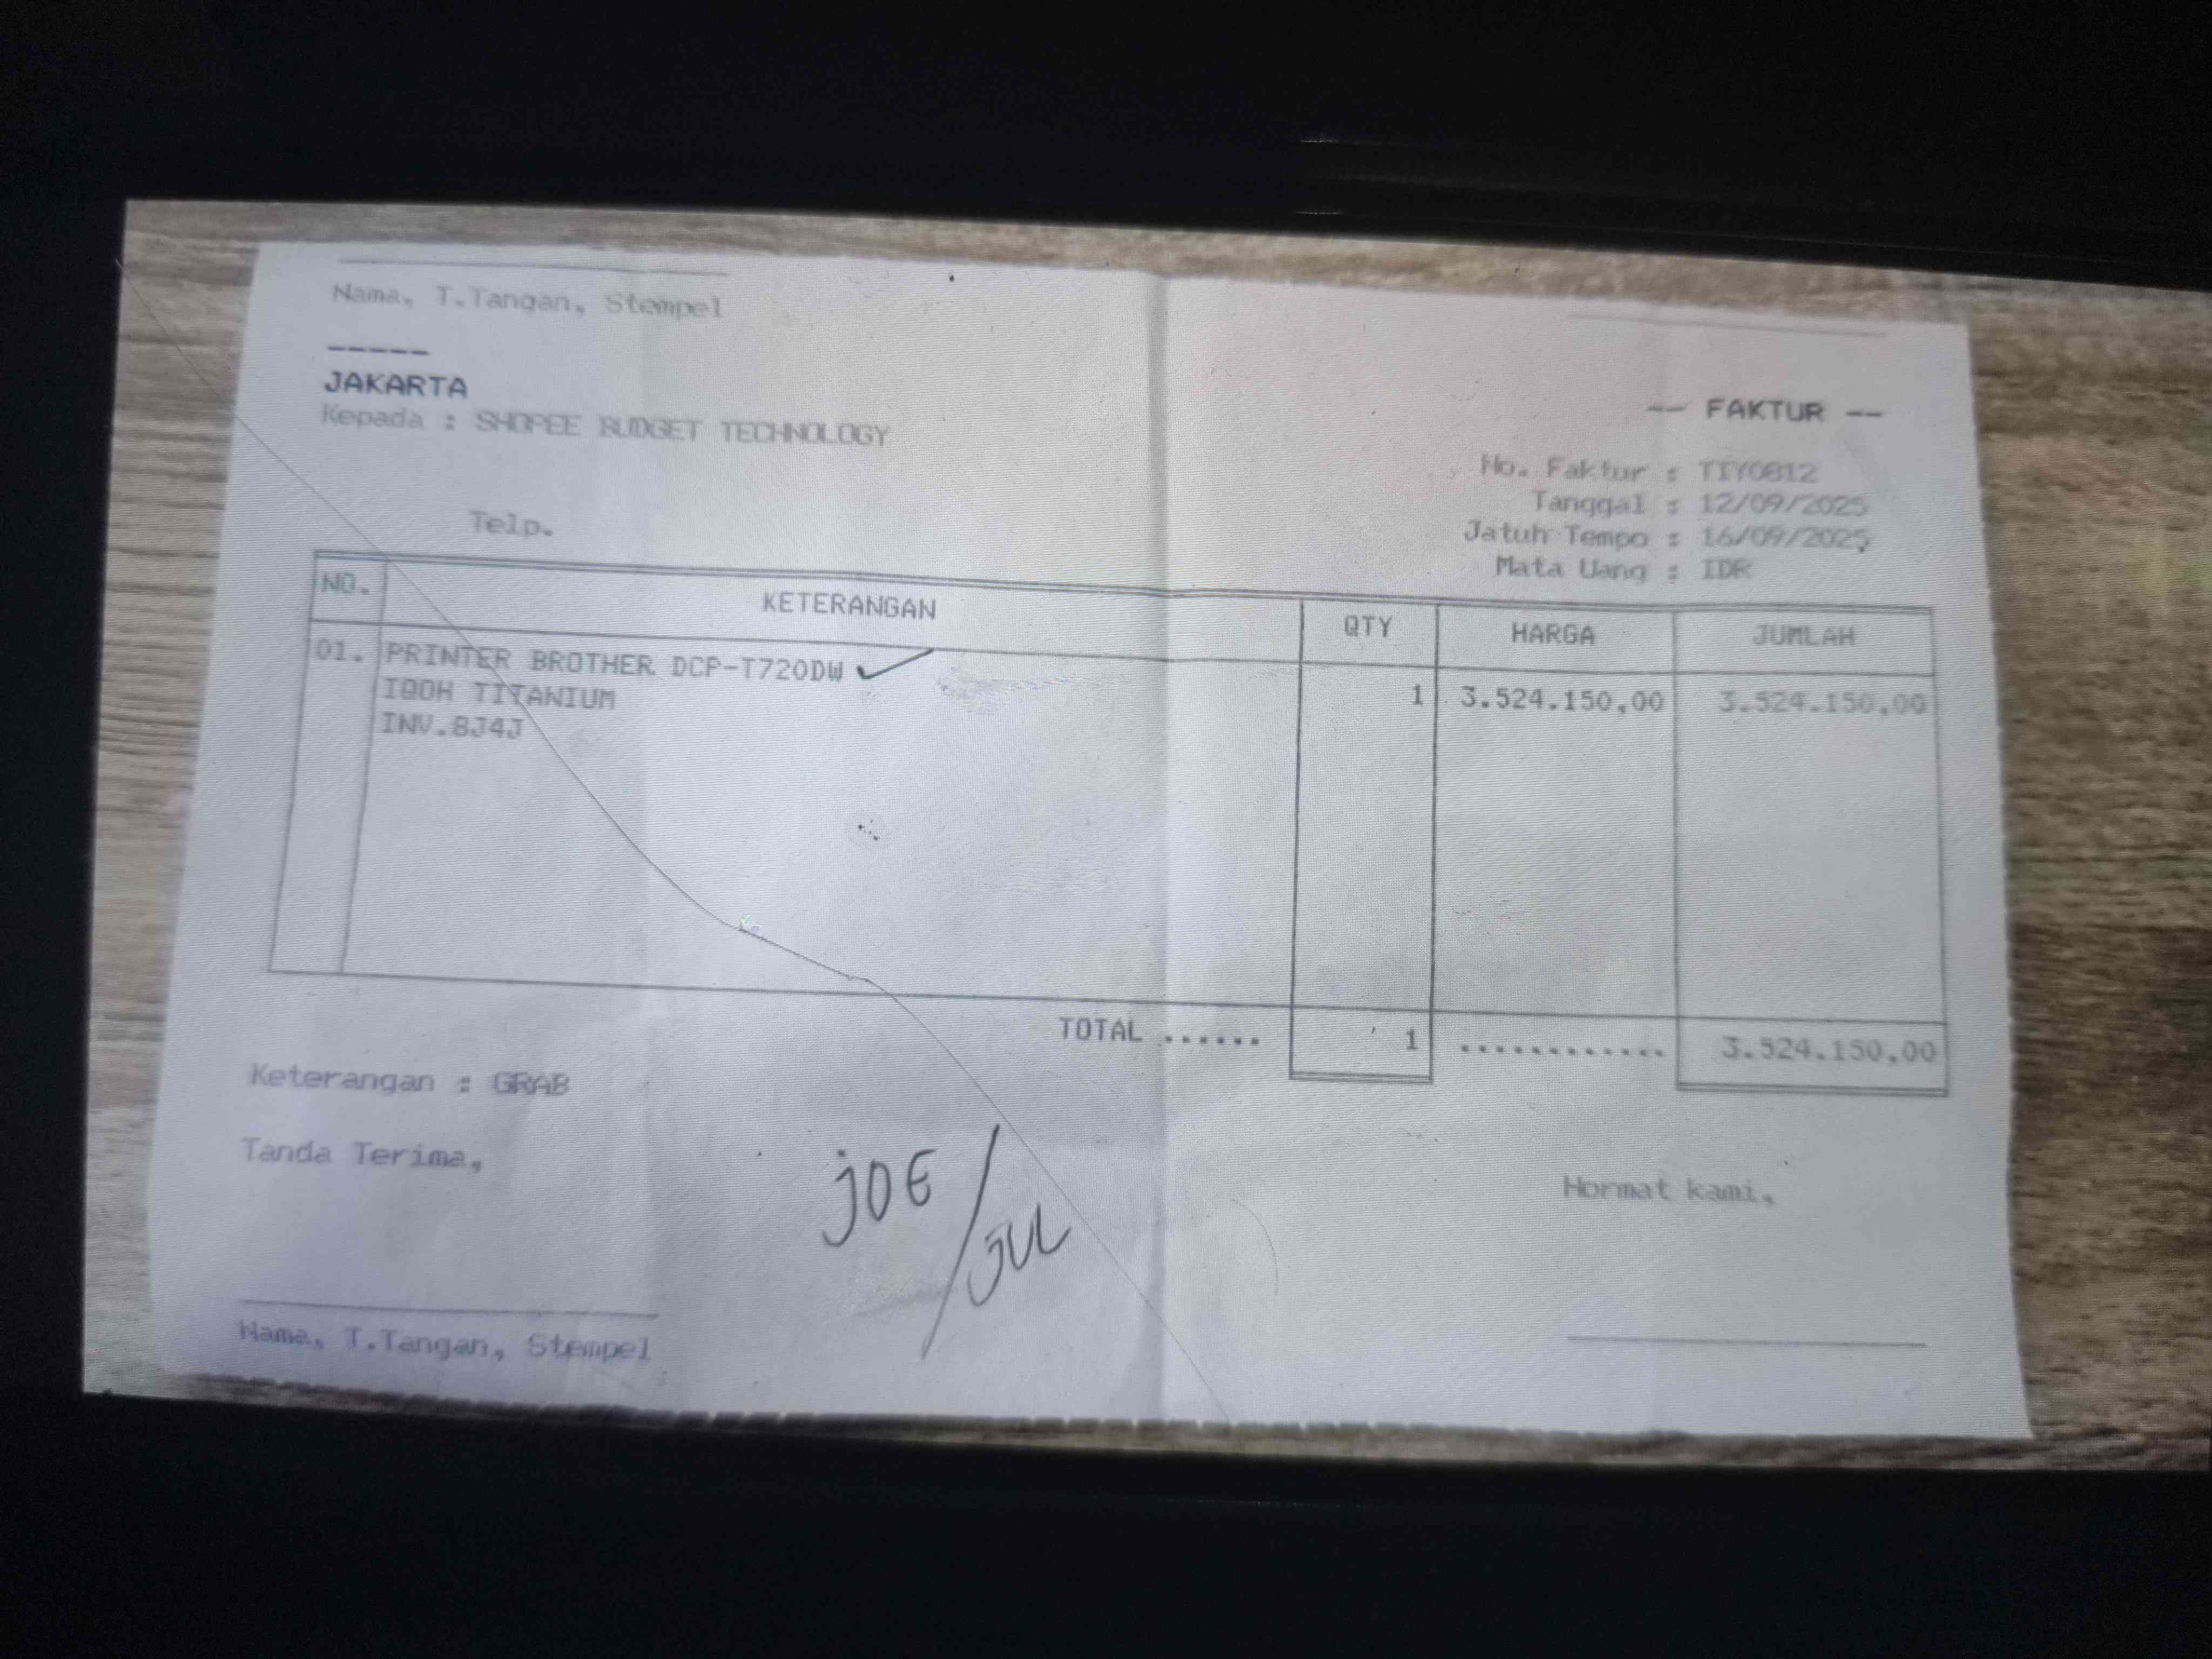 Nama, T.Tangan, Stempel
-----
JAKARTA
Kepada : SHOPEE BUDGET TECHNOLOGY
Telp.
-- FAKTUR --
No. Faktur : TIY0812
Tanggal : 12/09/2025
Jatuh Tempo : 16/09/2025
Mata Uang : IDR
NO. KETERANGAN QTY HARGA JUMLAH
01. PRINTER BROTHER DCP-T720DW 1 3.524.150,00 3.524.150,00
TITANIUM
INV.BJ4J
TOTAL ...... 1 ............ 3.524.150,00
Keterangan : GRAB
Tanda Terima,
Hormat kami,
JOE / JUL
Nama, T.Tangan, Stempel